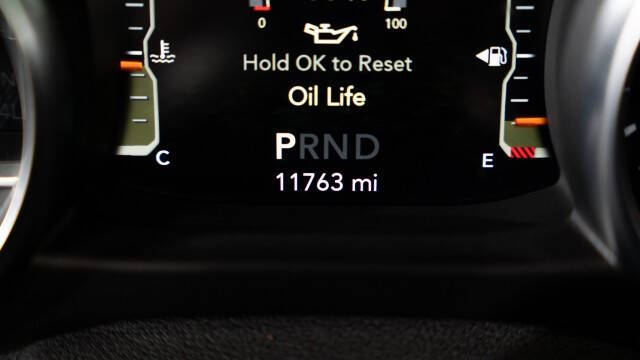 0 100
Hold OK to Reset
Oil Life
C PRND E
11763 mi